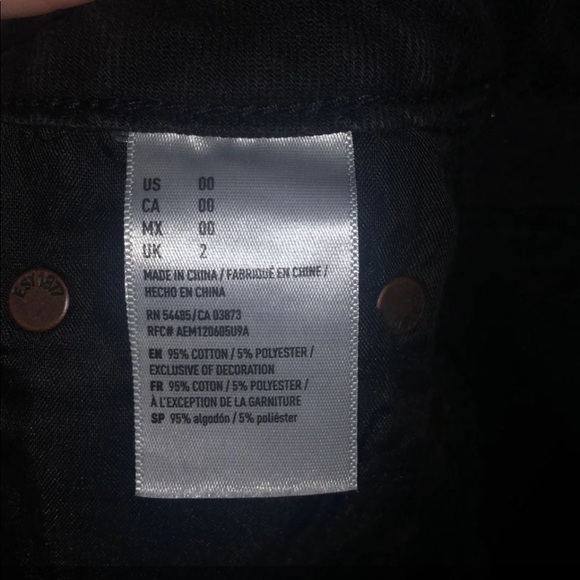 US 00
CA 00
MX 00
UK 2
MADE IN CHINA / FABRIQUÉ EN CHINE /
HECHO EN CHINA
RN 54485/CA 03873
RFC# AEM120605U9A
EN 95% COTTON / 5% POLYESTER /
EXCLUSIVE OF DECORATION
FR 95% COTON / 5% POLYESTER /
À L'EXCEPTION DE LA GARNITURE
SP 95% algodón / 5% poliéster
EST 1977